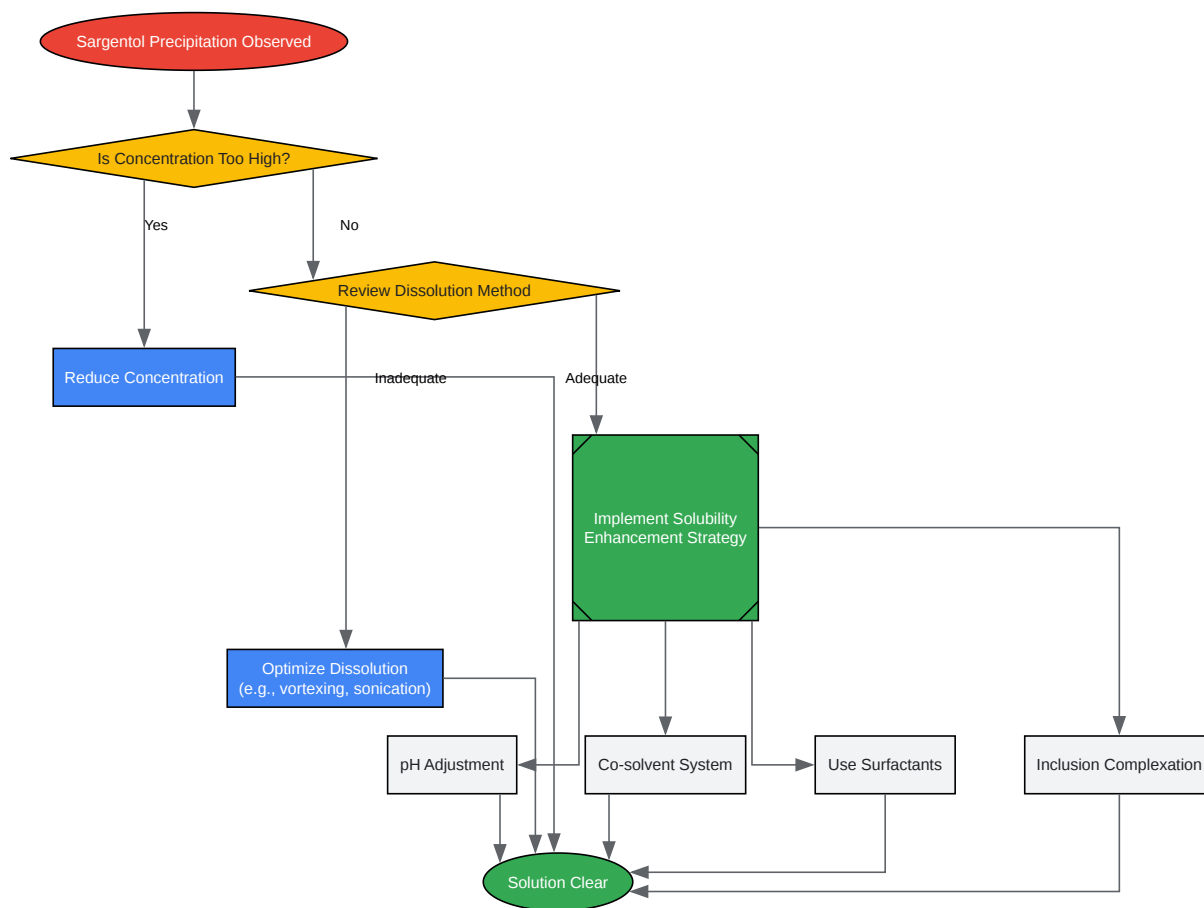 Sargentol Precipitation Observed
Is Concentration Too High?
Yes
No
Review Dissolution Method
Reduce Concentration
Inadequate
Adequate
Implement Solubility
Enhancement Strategy
Optimize Dissolution
(e.g., vortexing, sonication)
pH Adjustment
Co-solvent System
Use Surfactants
Inclusion Complexation
Solution Clear